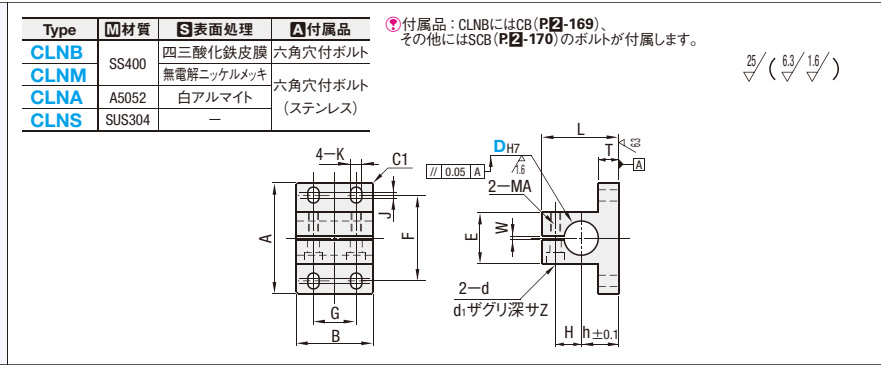 Type M材質 S表面処理 A付属品
CLNB SS400 四三酸化鉄皮膜 六角穴付ボルト
CLNM 無電解ニッケルメッキ 六角穴付ボルト
(ステンレス)
CLNA A5052 白アルマイト
CLNS SUS304 －
付属品：CLNBにはCB(P.2-169)、
その他にはSCB(P.2-170)のボルトが付属します。
25 ( 6.3 1.6 )
4－K
C1
A
J
F
G
B
L
T
6.3
A
DH7
1.6
// 0.05 A
2－MA
E
W
2－d
d1ザグリ深サZ
H
h±0.1